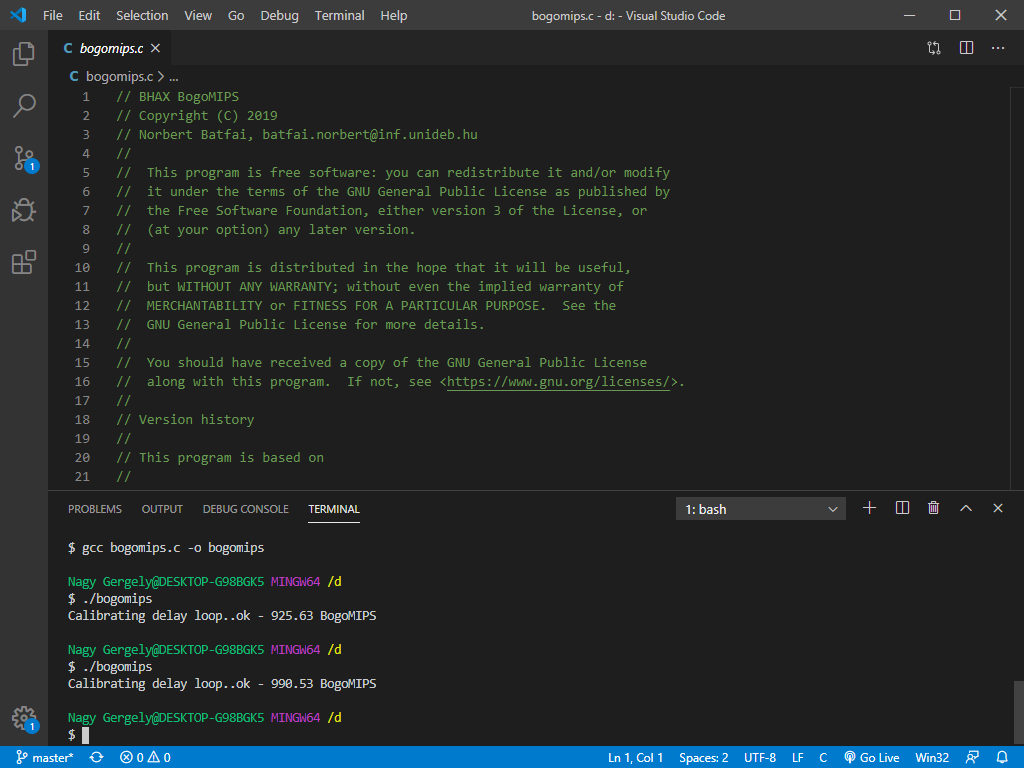 File Edit Selection View Go Debug Terminal Help bogomips.c - d: - Visual Studio Code
C bogomips.c
C bogomips.c > ...
1 // BHAX BogoMIPS
2 // Copyright (C) 2019
3 // Norbert Batfai, batfai.norbert@inf.unideb.hu
4 //
5 //  This program is free software: you can redistribute it and/or modify
6 //  it under the terms of the GNU General Public License as published by
7 //  the Free Software Foundation, either version 3 of the License, or
8 //  (at your option) any later version.
9 //
10 //  This program is distributed in the hope that it will be useful,
11 //  but WITHOUT ANY WARRANTY; without even the implied warranty of
12 //  MERCHANTABILITY or FITNESS FOR A PARTICULAR PURPOSE.  See the
13 //  GNU General Public License for more details.
14 //
15 //  You should have received a copy of the GNU General Public License
16 //  along with this program.  If not, see <https://www.gnu.org/licenses/>.
17 //
18 // Version history
19 //
20 // This program is based on
21 //
1
PROBLEMS OUTPUT DEBUG CONSOLE TERMINAL 1: bash
$ gcc bogomips.c -o bogomips
Nagy Gergely@DESKTOP-G98BGK5 MINGW64 /d
$ ./bogomips
Calibrating delay loop..ok - 925.63 BogoMIPS
Nagy Gergely@DESKTOP-G98BGK5 MINGW64 /d
$ ./bogomips
Calibrating delay loop..ok - 990.53 BogoMIPS
Nagy Gergely@DESKTOP-G98BGK5 MINGW64 /d
$
1
master* 0 0 Ln 1, Col 1 Spaces: 2 UTF-8 LF C Go Live Win32